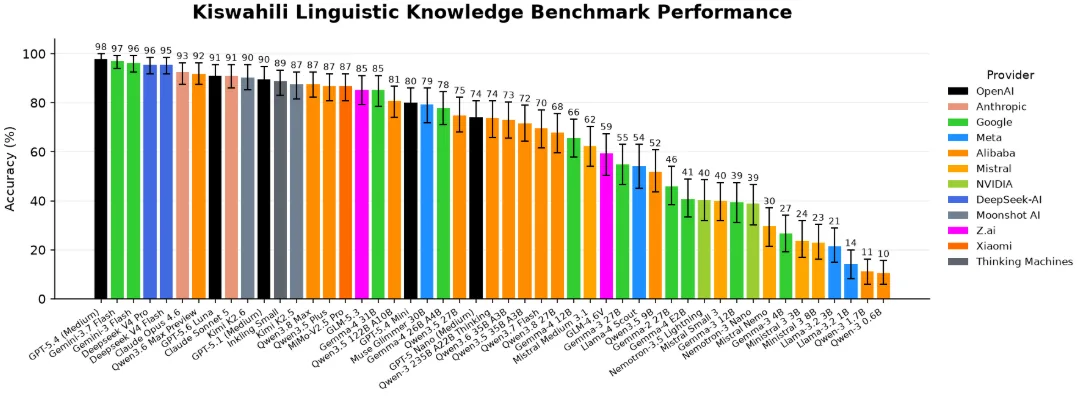 Kiswahili Linguistic Knowledge Benchmark Performance
Accuracy (%)
100
80
60
40
20
0
98 97 96 96 95 93 92 91 91 90 90 89 87 87 87 87 85 85 81 80 79 78 75 74 74 73 72 70 68 66 62 59 55 54 52 46 41 40 40 39 39 30 27 24 23 21 14 11 10
GPT-5.4 (Medium)
Gemini-3.7 Flash
Gemini-3 Flash
Deepseek V4 Pro
Deepseek V4 Flash
Claude Opus 4.6
Qwen3.6 Max Preview
GPT-5.6 Luna
Claude Sonnet 5
Kimi K2.6
GPT-5.1 (Medium)
Inkling Small
Kimi K2.5
Qwen3.8 Max
Qwen3.5 Plus
MiMo-V2.5 Pro
GLM-5.3
Gemma-4 31B
Qwen3.5 122B A10B
GPT-5.4 Mini
Muse Glimmer 30B
Gemma-4 26B A4B
Qwen3.5 27B
GPT-5 Nano (Medium)
Qwen-3 235B A22B Thinking
Qwen3.6 35B A3B
Qwen3.5 35B A3B
Qwen3.7 Flash
Qwen3.8 27B
Gemma-4 12B
Mistral Medium 3.1
GLM-4.6V
Gemma-3 27B
Llama-4 Scout
Qwen3.5 9B
Gemma-2 27B
Gemma-4 E2B
Nemotron-3.5 Lightning
Mistral Small 3
Gemma-3 12B
Nemotron-3 Nano
Mistral Nemo
Gemma-3 4B
Ministral 3 3B
Ministral 3 8B
Llama-3.2 3B
Llama-3.2 1B
Qwen-3 1.7B
Qwen-3 0.6B
Provider
OpenAI
Anthropic
Google
Meta
Alibaba
Mistral
NVIDIA
DeepSeek-AI
Moonshot AI
Z.ai
Xiaomi
Thinking Machines